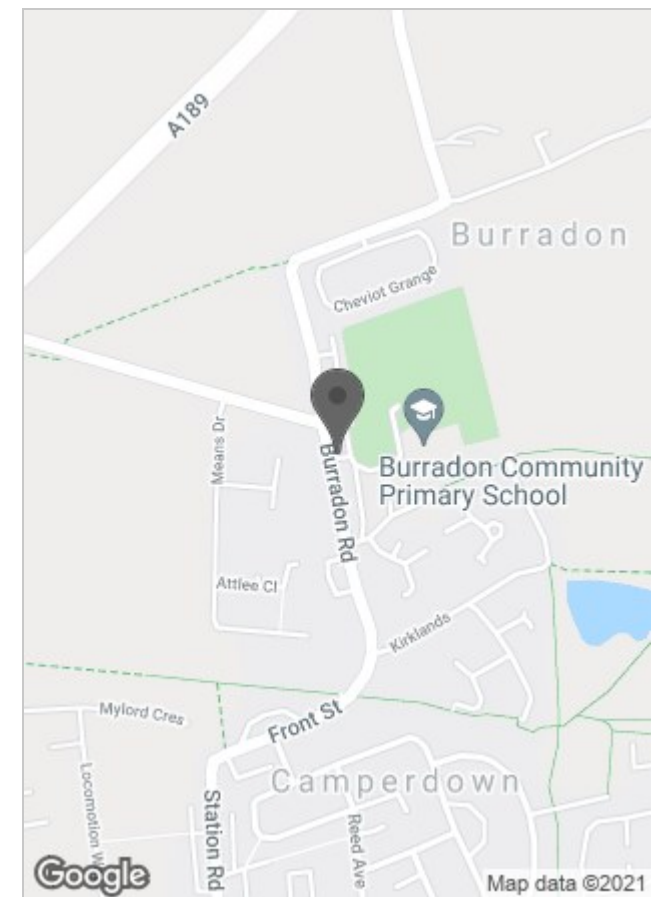 A189
Burradon
Cheviot Grange
Means Dr
Burradon Rd
Burradon Community
Primary School
Attlee Cl
Kirklands
Mylord Cres
Front St
Camperdown
Locomotion W
Station Rd
Reed Ave
Google
Map data ©2021